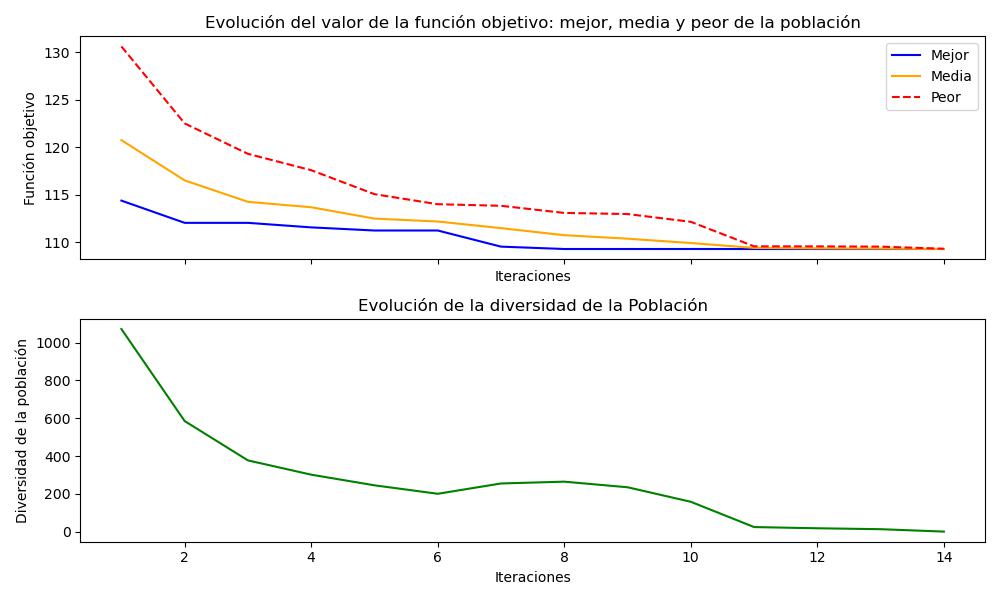 Evolución del valor de la función objetivo: mejor, media y peor de la población
130
125
120
115
110
Función objetivo
Mejor
Media
Peor
Iteraciones
Evolución de la diversidad de la Población
1000
800
600
400
200
0
Diversidad de la población
2 4 6 8 10 12 14
Iteraciones